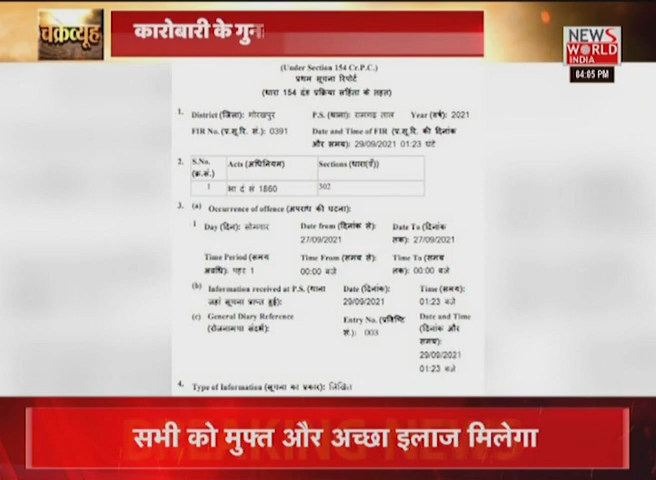 चक्रव्यूह
कारोबारी के
NEWS
WORLD
INDIA
04:05 PM
(Under Section 154 Cr.P.C.)
प्रथम सूचना रिपोर्ट
(धारा 154 दंड प्रक्रिया संहिता के तहत)
1. District (जिला): गोरखपुर P.S. (थाना): रामगढ़ ताल Year (वर्ष): 2021
FIR No. (प्र.सू.रि. सं.): 0391 Date and Time of FIR (प्र.सू.रि. की दिनांक
और समय): 29/09/2021 01:23 घंटे
2. S.No. Acts (अधिनियम) Sections (धारा(एँ))
(क्र.सं.)
1 भा दं सं 1860 302
3. (a) Occurrence of offence (अपराध की घटना):
1 Day (दिन): सोमवार Date from (दिनांक से): Date To (दिनांक
27/09/2021 तक): 27/09/2021
Time Period (समय Time From (समय से): Time To (समय
अवधि): पहर 1 00:00 बजे तक): 00:00 बजे
(b) Information received at P.S. (थाना Date (दिनांक): Time (समय):
जहां सूचना प्राप्त हुई): 29/09/2021 01:23 बजे
(c) General Diary Reference Entry No. (प्रविष्टि Date and Time
(रोजनामचा संदर्भ): सं.): 003 (दिनांक और
समय):
29/09/2021
01:23 बजे
4. Type of Information (सूचना का प्रकार): लिखित
BREAKING NEWS
सभी को मुफ्त और अच्छा इलाज मिलेगा